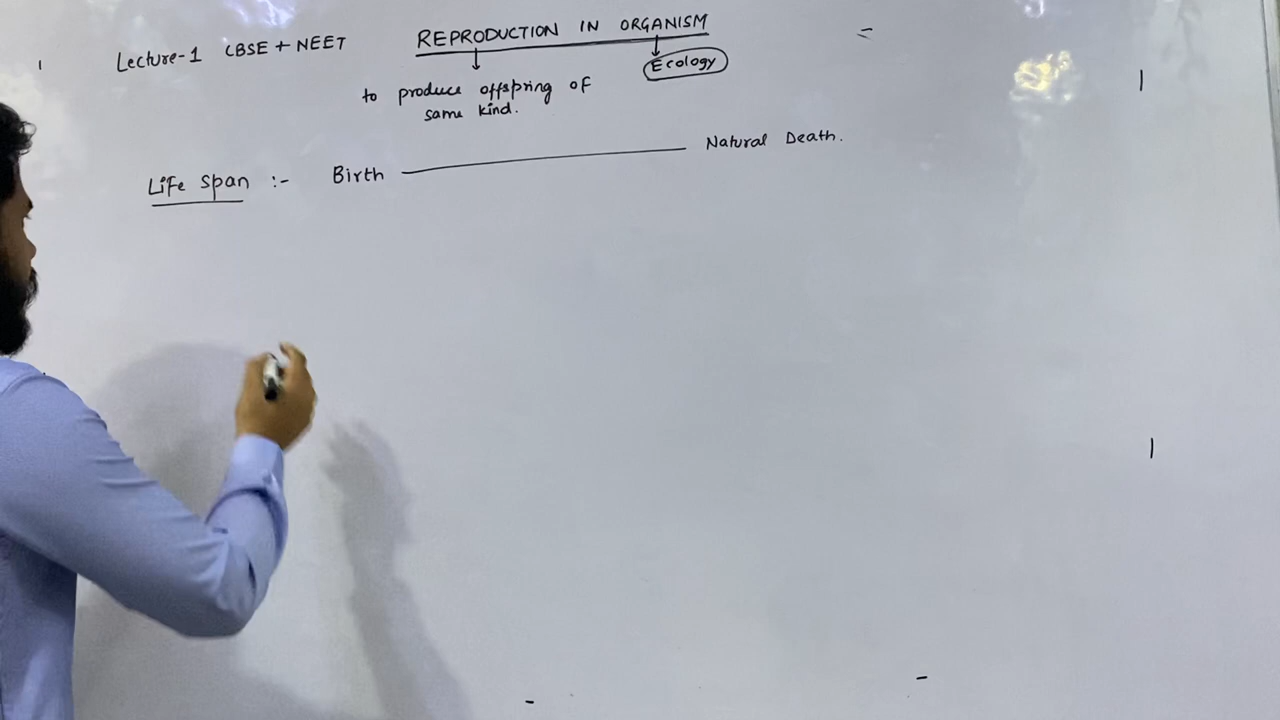 Lecture-1 CBSE + NEET REPRODUCTION IN ORGANISM
to produce offspring of
same kind.
Ecology
Life span :- Birth Natural Death.